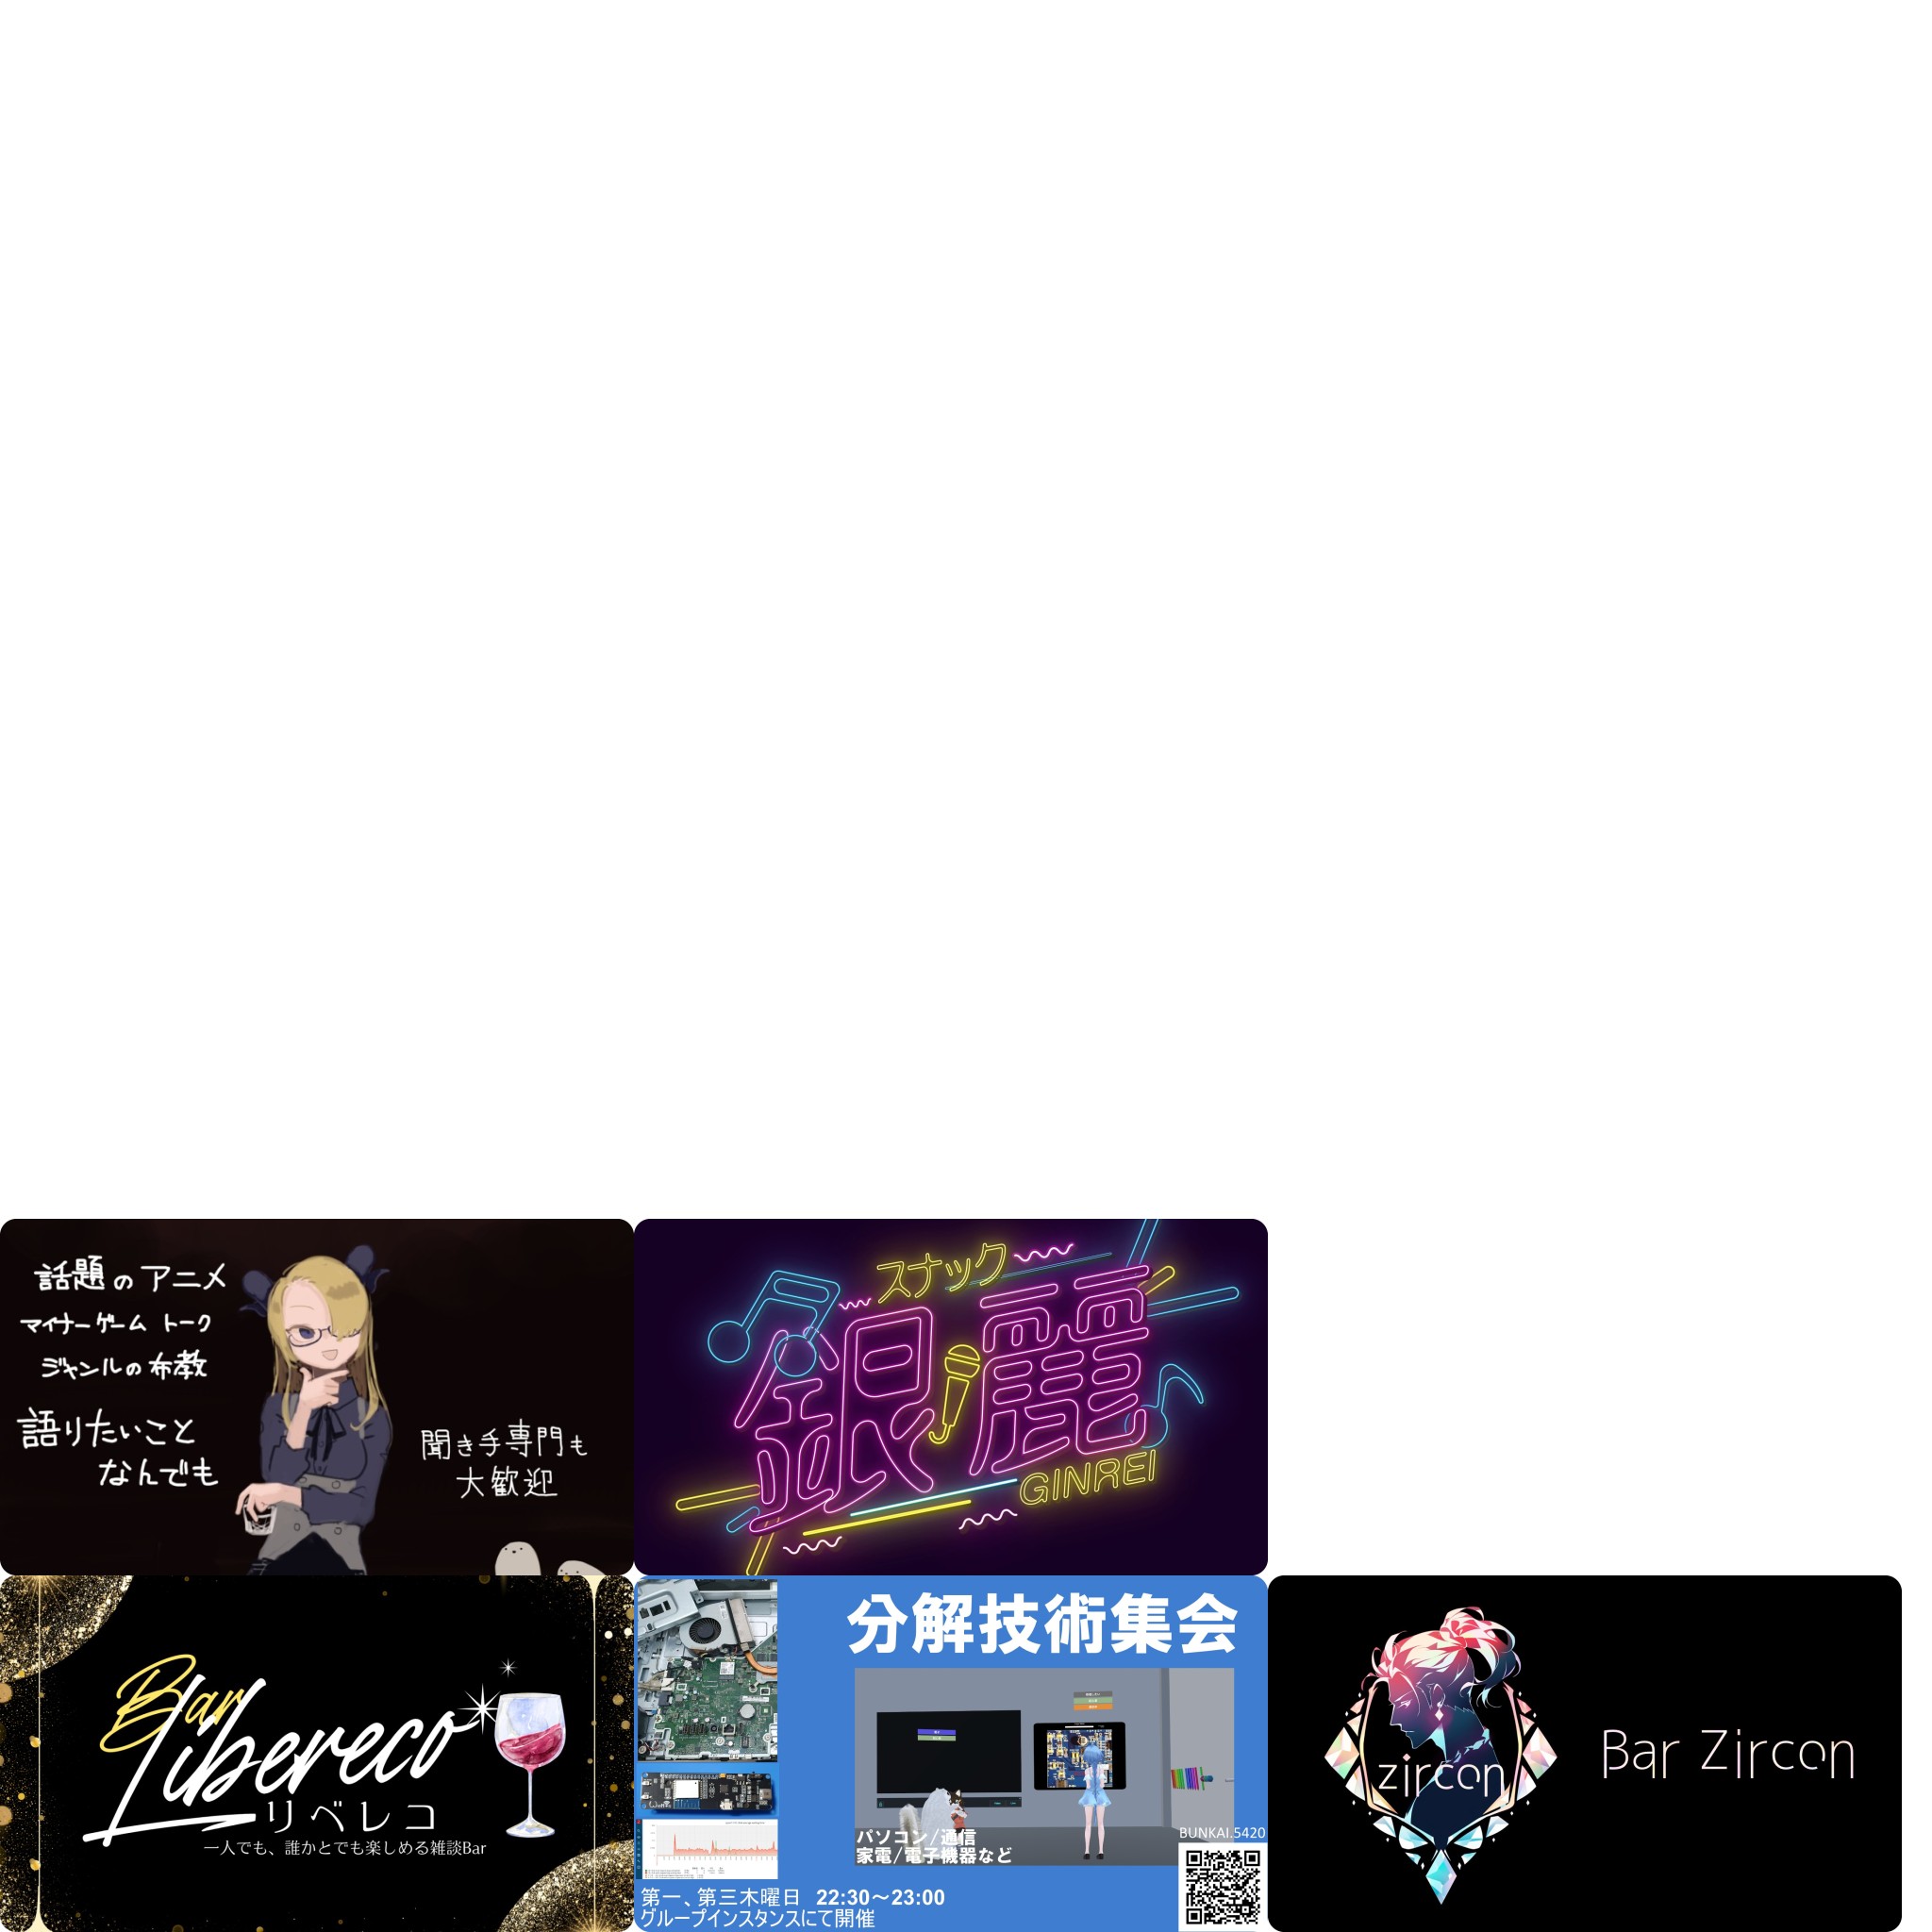 話題のアニメ
マイナーゲーム トーク
ジャンルの布教
語りたいこと
なんでも
聞き手専門も
大歓迎
スナック
銀麗
GINREI
Bar
Libereco
リベレコ
一人でも、誰かとでも楽しめる雑談Bar
分解技術集会
パソコン/通信
家電/電子機器など
BUNKAI.5420
第一、第三木曜日 22:30～23:00
グループインスタンスにて開催
zircon
Bar Zircon